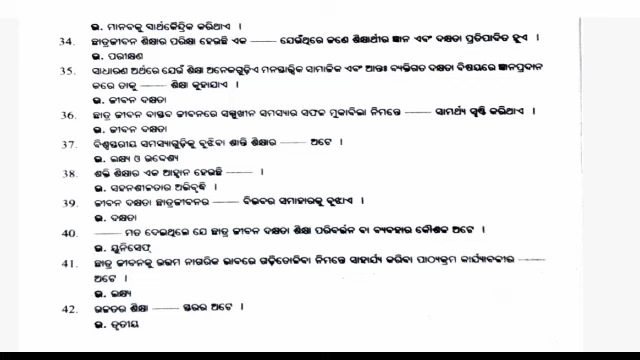 ଉ. ମାନବକୁ ସାର୍ଥକୈନ୍ଦ୍ରିକ କରିଥାଏ ।
34. ଛାତ୍ରଜୀବନ ଶିକ୍ଷାର ପରିକ୍ଷା ହେଉଛି ଏକ —— ଯେଉଁଥିରେ ଜଣେ ଶିକ୍ଷାର୍ଥୀର ଜ୍ଞାନ ଏବଂ ଦକ୍ଷତା ପ୍ରତିପାଦିତ ହୁଏ ।
ଉ. ପରୀକ୍ଷଣ
35. ସାଧାରଣ ଅର୍ଥରେ ଯେଉଁ ଶିକ୍ଷା ଅନେକଗୁଡ଼ିଏ ମନସ୍ତାତ୍ତ୍ଵିକ ସାମାଜିକ ଏବଂ ଆନ୍ତଃ ବ୍ୟକ୍ତିଗତ ଦକ୍ଷତା ବିଷୟରେ ଜ୍ଞାନପ୍ରଦାନ
କରେ ତାକୁ —— ଶିକ୍ଷା କୁହାଯାଏ ।
ଉ. ଜୀବନ ଦକ୍ଷତା
36. ଛାତ୍ର ଜୀବନ ବାସ୍ତବ ଜୀବନରେ ସମ୍ମୁଖୀନ ସମସ୍ୟାର ସଫଳ ମୁକାବିଲା ନିମନ୍ତେ —— ସାମର୍ଥ୍ୟ ସୃଷ୍ଟି କରିଥାଏ ।
ଉ. ଜୀବନ ଦକ୍ଷତା
37. ବିଶ୍ୱସ୍ତରୀୟ ସମସ୍ୟାଗୁଡ଼ିକୁ ବୁଝିବା ଶାନ୍ତି ଶିକ୍ଷାର —— ଅଟେ ।
ଉ. ଲକ୍ଷ୍ୟ ଓ ଉଦେଶ୍ୟ
38. ଶକ୍ତି ଶିକ୍ଷାର ଏକ ଆହ୍ୱାନ ହେଉଛି —— ।
ଉ. ସହନଶୀଳତାର ଅଭିବୃଦ୍ଧି ।
39. ଜୀବନ ଦକ୍ଷତା ଛାତ୍ରଜୀବନର —— ବିଭବର ସମାହାରକୁ ବୁଝାଏ ।
ଉ. ଦକ୍ଷତା
40. —— ମତ ଦେଇଥିଲେ ଯେ ଛାତ୍ର ଜୀବନ ଦକ୍ଷତା ଶିକ୍ଷା ପରିବର୍ତ୍ତନ ବା ବ୍ୟବହାର କୌଶଳ ଅଟେ ।
ଉ. ୟୁନିସେଫ୍
41. ଛାତ୍ର ଜୀବନକୁ ଉତ୍ତମ ନାଗରିକ ଭାବରେ ଗଢ଼ିତୋଳିବା ନିମନ୍ତେ ସାହାର୍ଯ୍ୟ କରିବା ପାଠ୍ୟକ୍ରମ କାର୍ଯ୍ୟାବଳୀର ——
ଅଟେ ।
ଉ. ଲକ୍ଷ୍ୟ
42. ଉଚ୍ଚତର ଶିକ୍ଷା —— ସ୍ତରର ଅଟେ ।
ଉ. ତୃତୀୟ